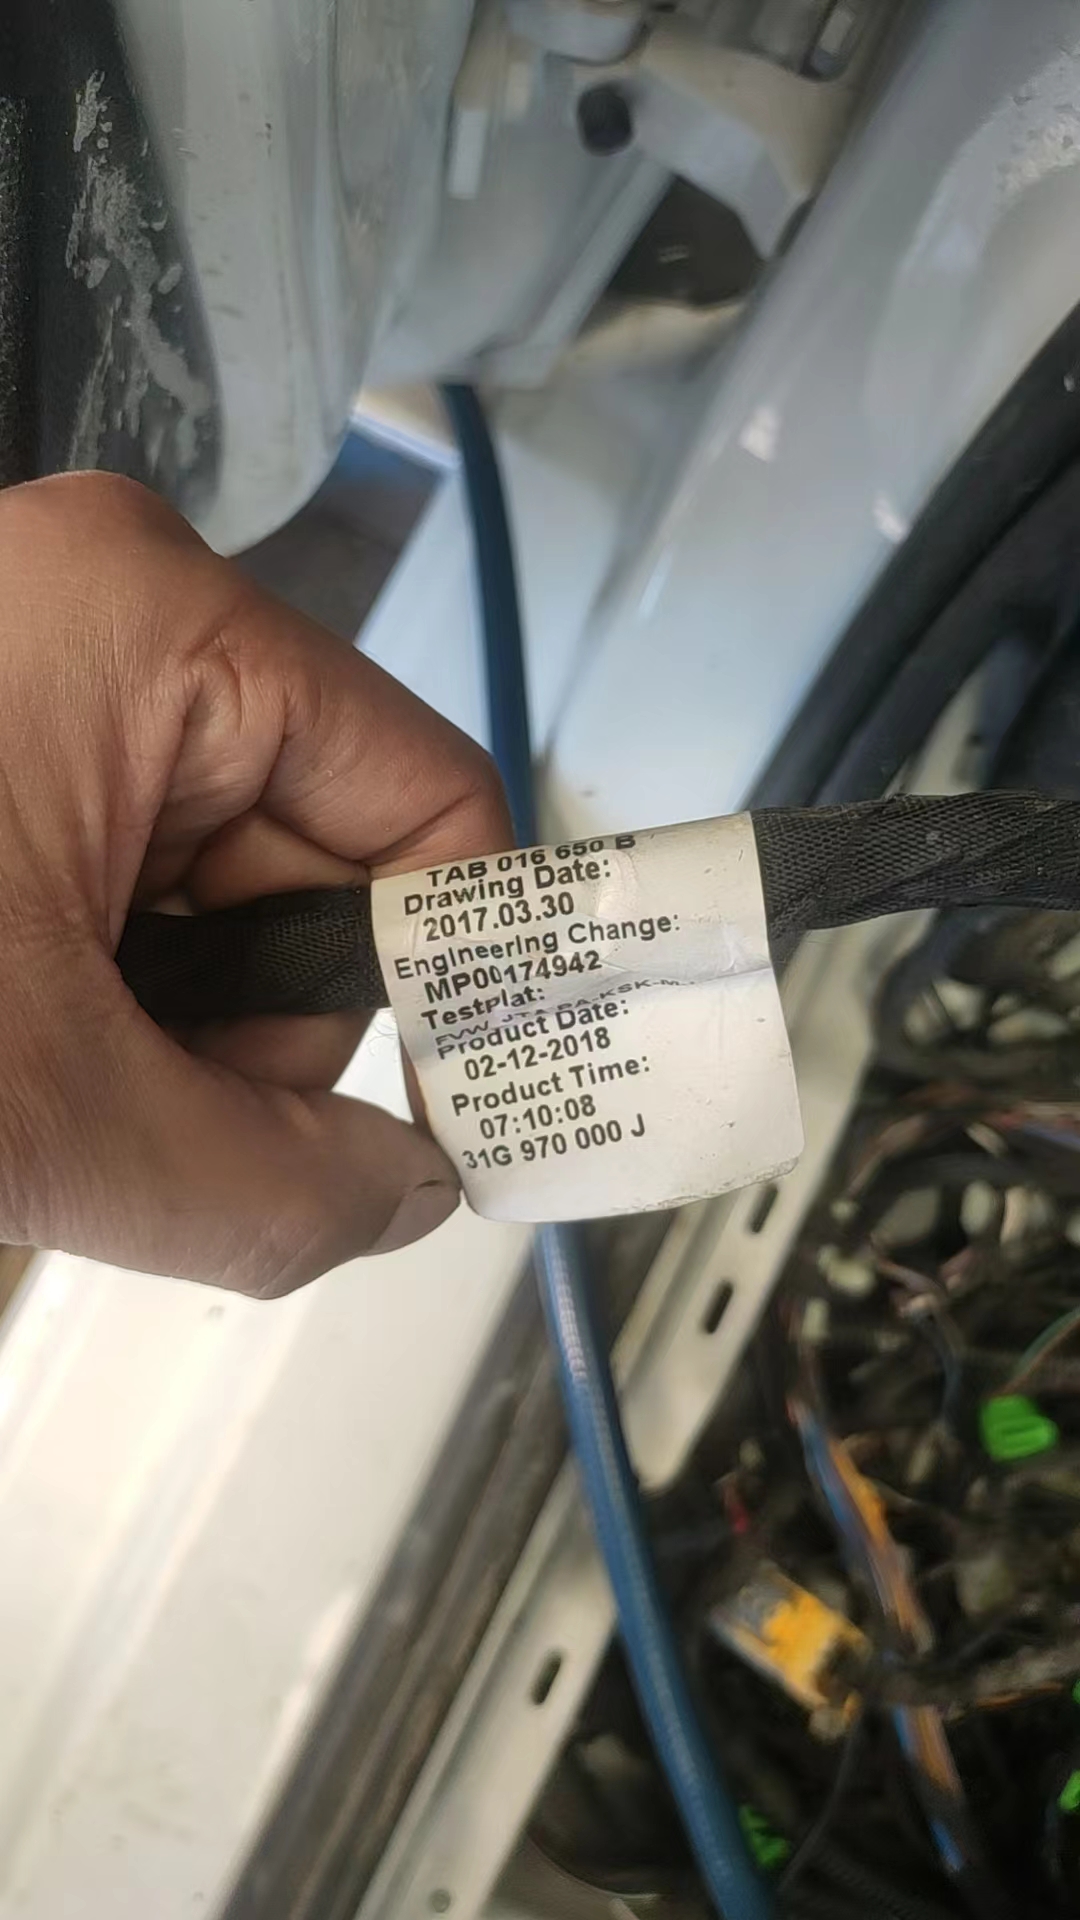 TAB 016 650 B
Drawing Date:
2017.03.30
Engineering Change:
MP00174942
Testplat:
Product Date:
02-12-2018
Product Time:
07:10:08
31G 970 000 J